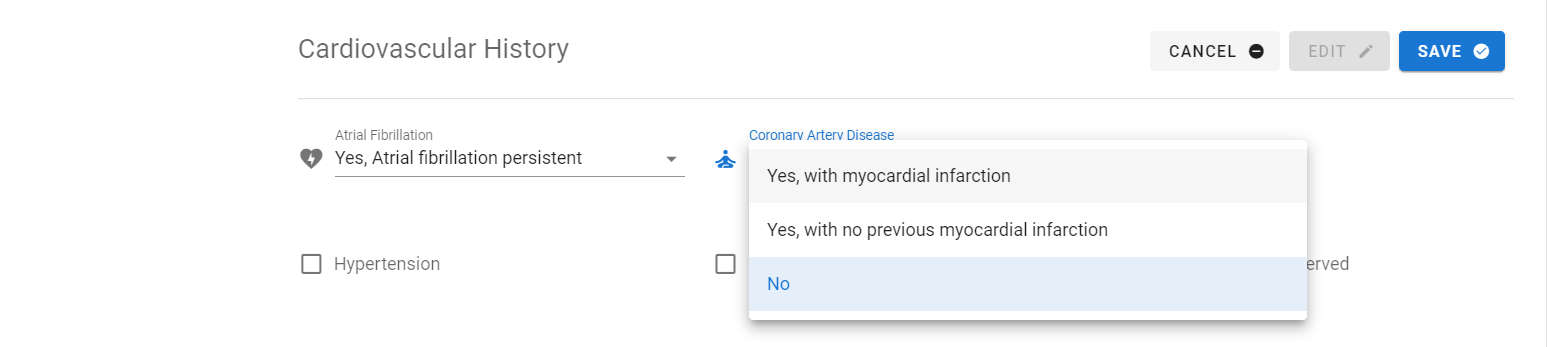 Cardiovascular History
CANCEL
EDIT
SAVE
Atrial Fibrillation
Yes, Atrial fibrillation persistent
Coronary Artery Disease
Yes, with myocardial infarction
Yes, with no previous myocardial infarction
Hypertension
erved
No